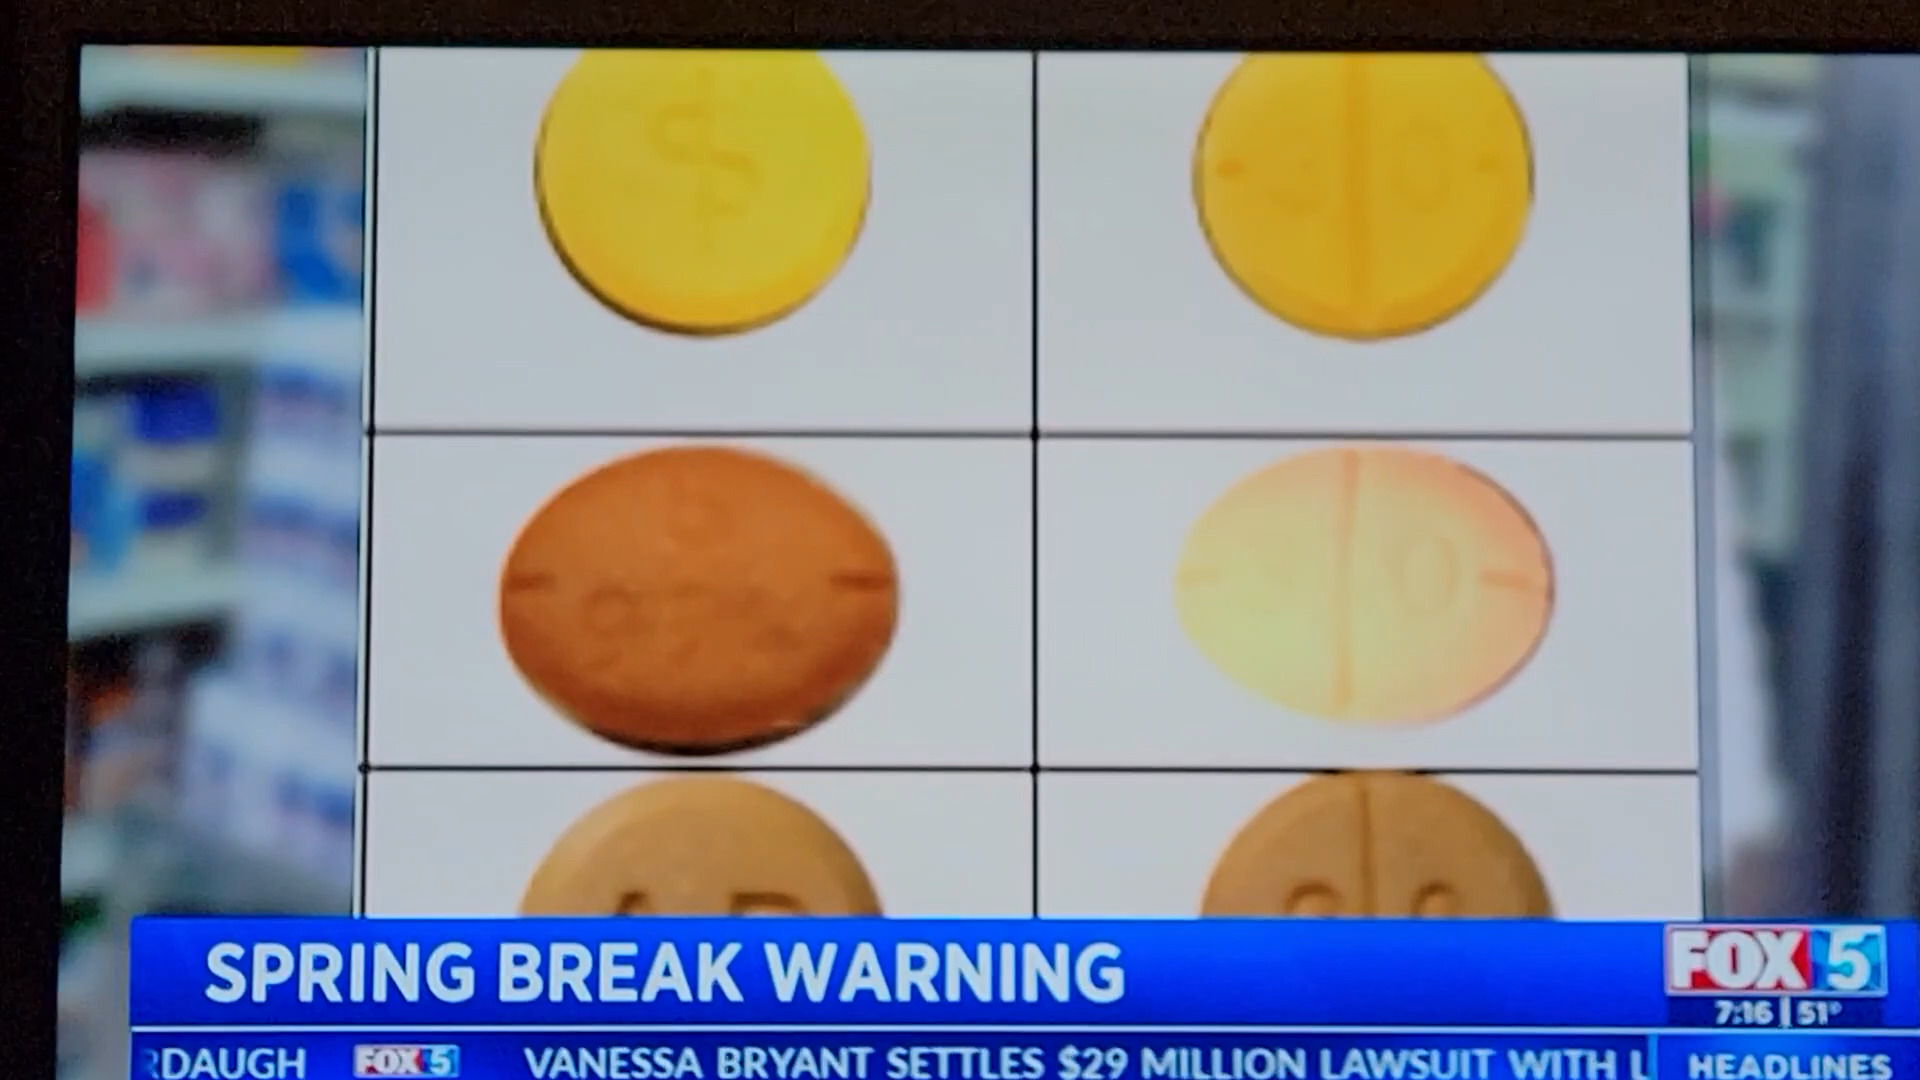 SPRING BREAK WARNING
FOX 5
7:16 | 51°
RDAUGH FOX 5 VANESSA BRYANT SETTLES $29 MILLION LAWSUIT WITH L
HEADLINES